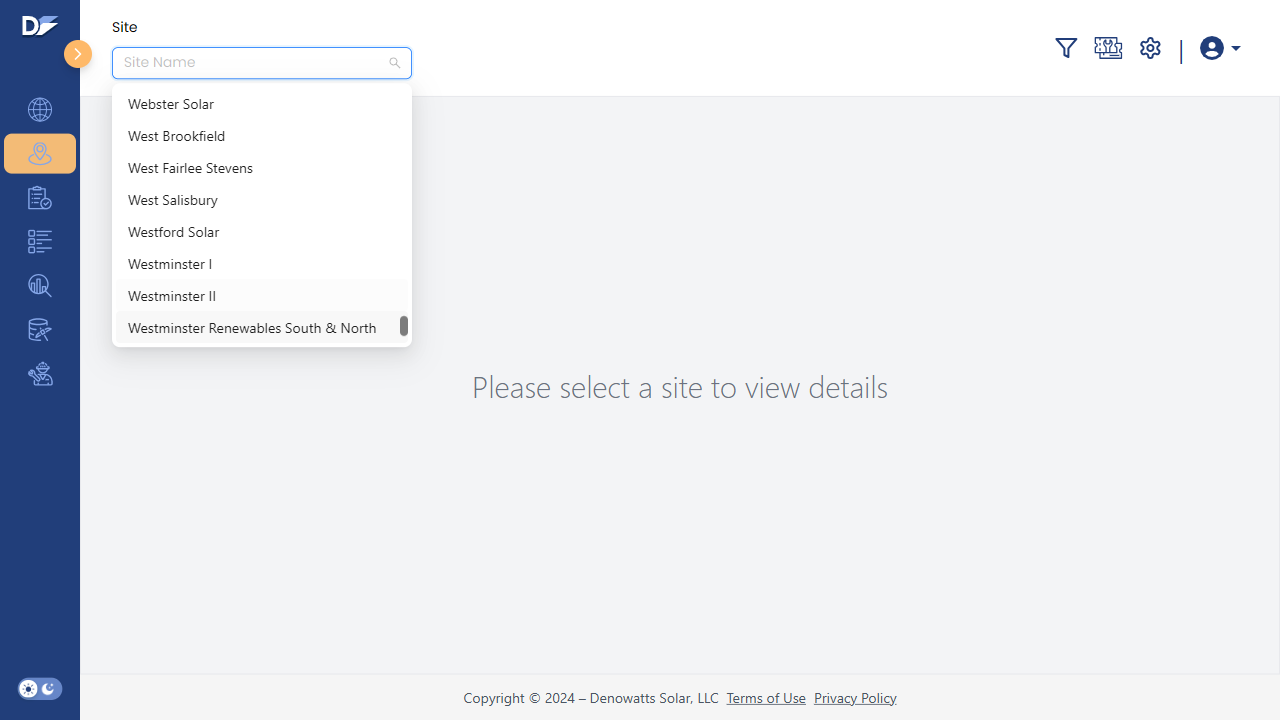 Site
Site Name
Webster Solar
West Brookfield
West Fairlee Stevens
West Salisbury
Westford Solar
Westminster I
Westminster II
Westminster Renewables South & North
Please select a site to view details
Copyright © 2024 – Denowatts Solar, LLC Terms of Use Privacy Policy